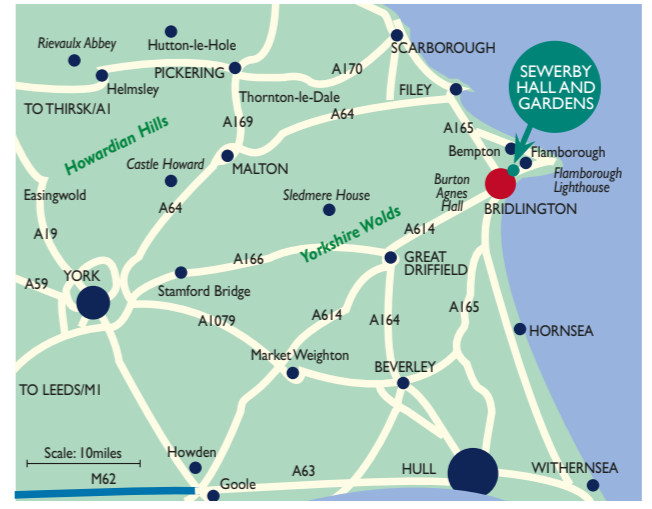 Rievaulx Abbey
Hutton-le-Hole
SCARBOROUGH
PICKERING
A170
SEWERBY
HALL AND
GARDENS
Helmsley
Thornton-le-Dale
FILEY
TO THIRSK/A1
A169
A64
A165
Howardian Hills
Castle Howard
MALTON
Bempton
Flamborough
Flamborough
Lighthouse
Burton
Agnes
Hall
Easingwold
Sledmere House
BRIDLINGTON
A64
A19
Yorkshire Wolds
A614
A166
GREAT
DRIFFIELD
A59
YORK
Stamford Bridge
A1079
A614
A164
A165
HORNSEA
Market Weighton
BEVERLEY
TO LEEDS/M1
Scale: 10miles
Howden
M62
Goole
A63
HULL
WITHERNSEA